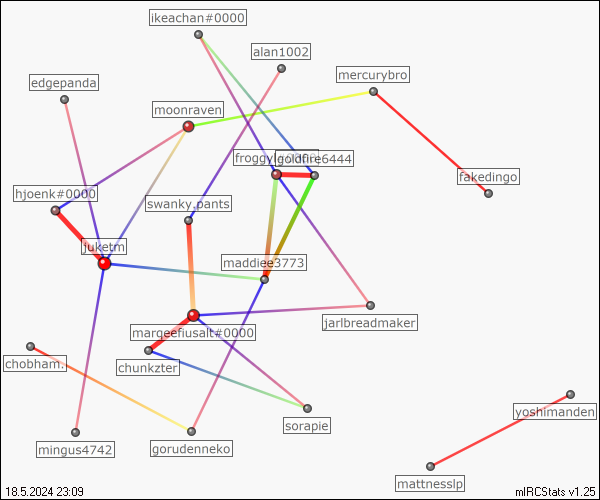 ikeachan#0000
alan1002
mercurybro
edgepanda
moonraven
goldfire6444
fakedingo
hjoenk#0000
swanky.pants
juketm
maddiee3773
jarlbreadmaker
marqeefiusalt#0000
chobham.
chunkzter
yoshimanden
sorapie
mingus4742
gorudenneko
mattnesslp
18.5.2024 23:09
mIRCStats v1.25